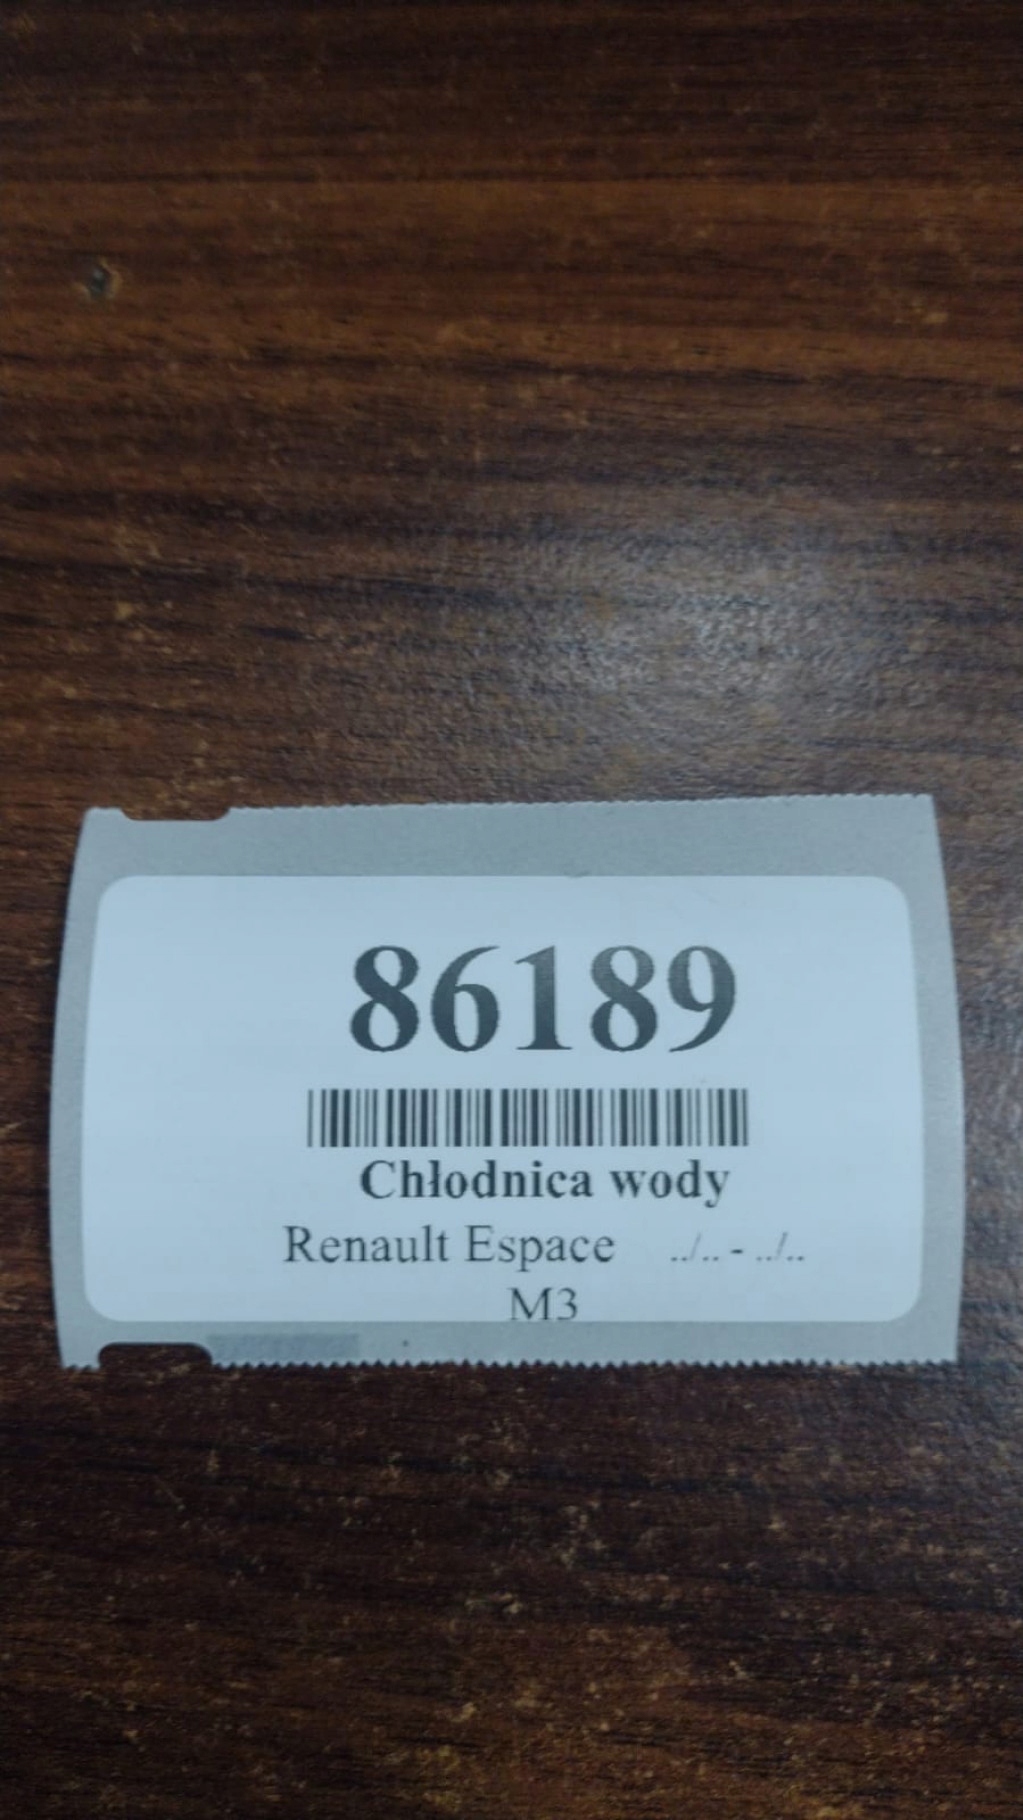 86189
Chłodnica wody
Renault Espace ../.. - ../..
M3